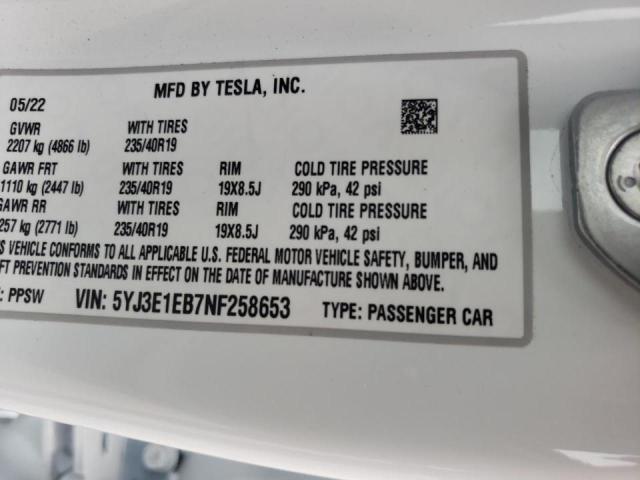 MFD BY TESLA, INC.
05/22
GVWR WITH TIRES
2207 kg (4866 lb) 235/40R19
GAWR FRT WITH TIRES RIM COLD TIRE PRESSURE
1110 kg (2447 lb) 235/40R19 19X8.5J 290 kPa, 42 psi
GAWR RR WITH TIRES RIM COLD TIRE PRESSURE
257 kg (2771 lb) 235/40R19 19X8.5J 290 kPa, 42 psi
S VEHICLE CONFORMS TO ALL APPLICABLE U.S. FEDERAL MOTOR VEHICLE SAFETY, BUMPER, AND
FT PREVENTION STANDARDS IN EFFECT ON THE DATE OF MANUFACTURE SHOWN ABOVE.
: PPSW VIN: 5YJ3E1EB7NF258653 TYPE: PASSENGER CAR